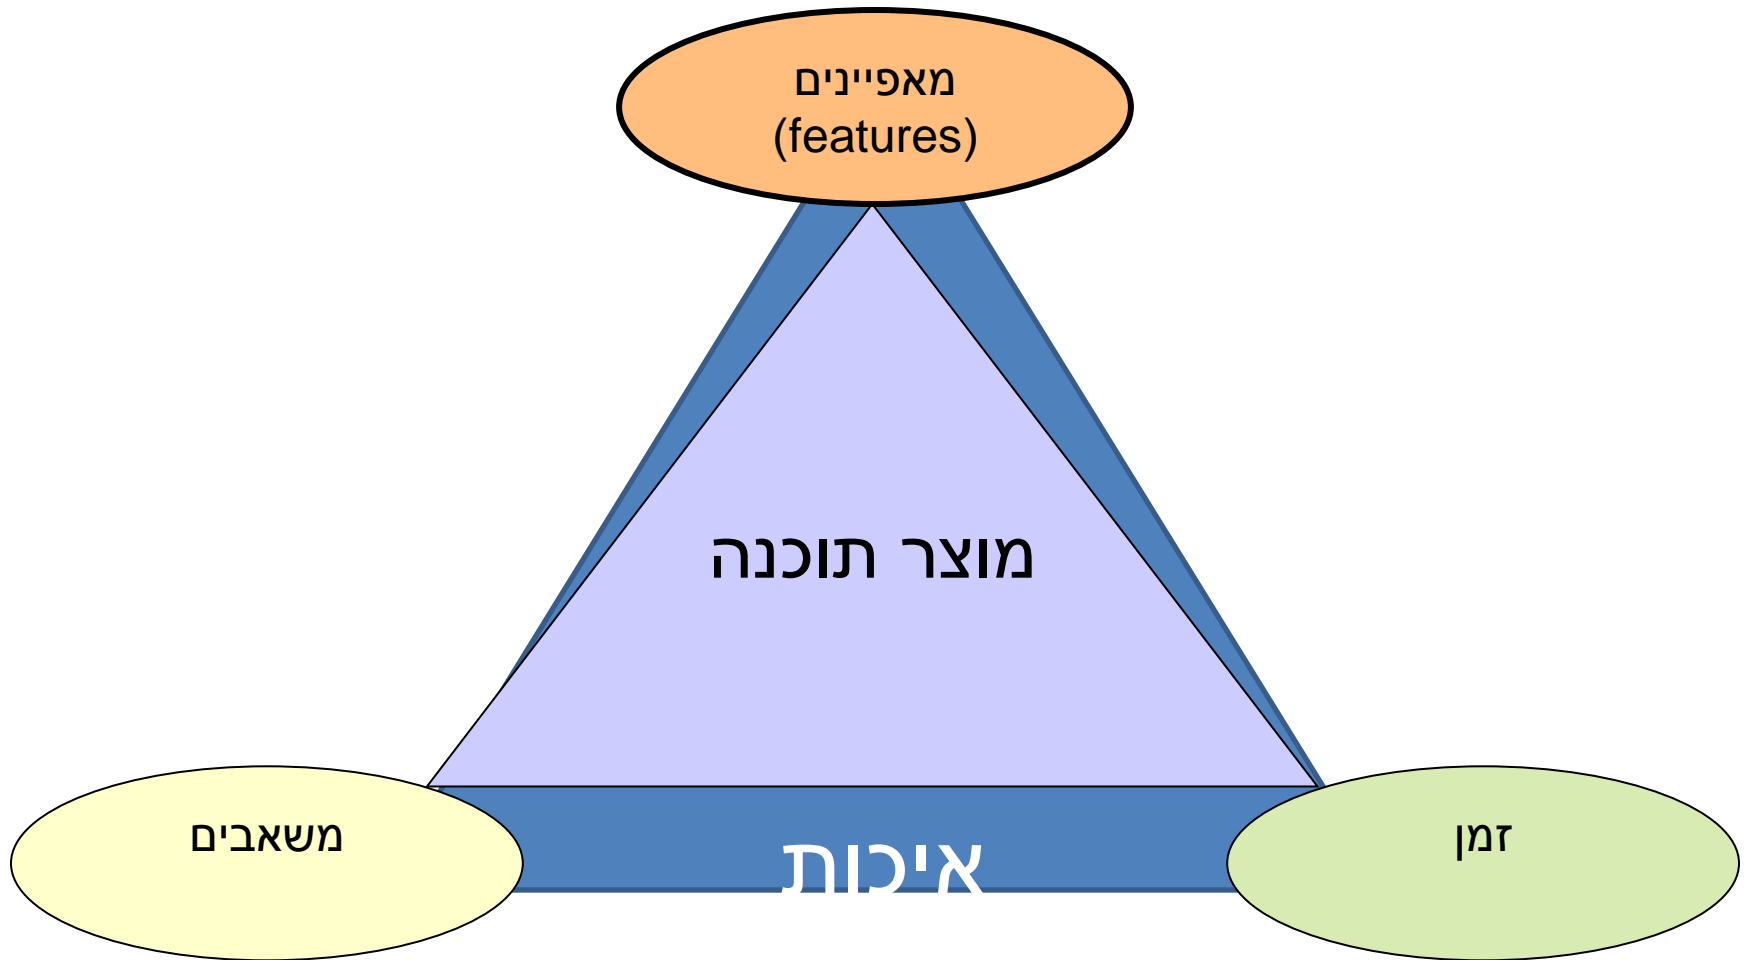 מאפיינים
(features)
מוצר תוכנה
זמן
משאבים
איכות